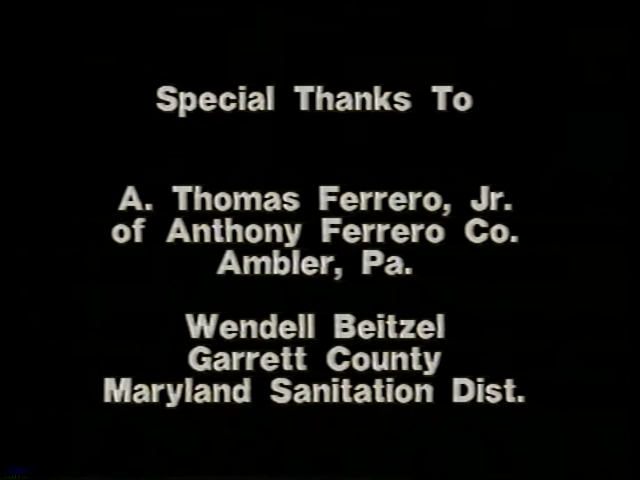 Special Thanks To
A. Thomas Ferrero, Jr.
of Anthony Ferrero Co.
Ambler, Pa.
Wendell Beitzel
Garrett County
Maryland Sanitation Dist.